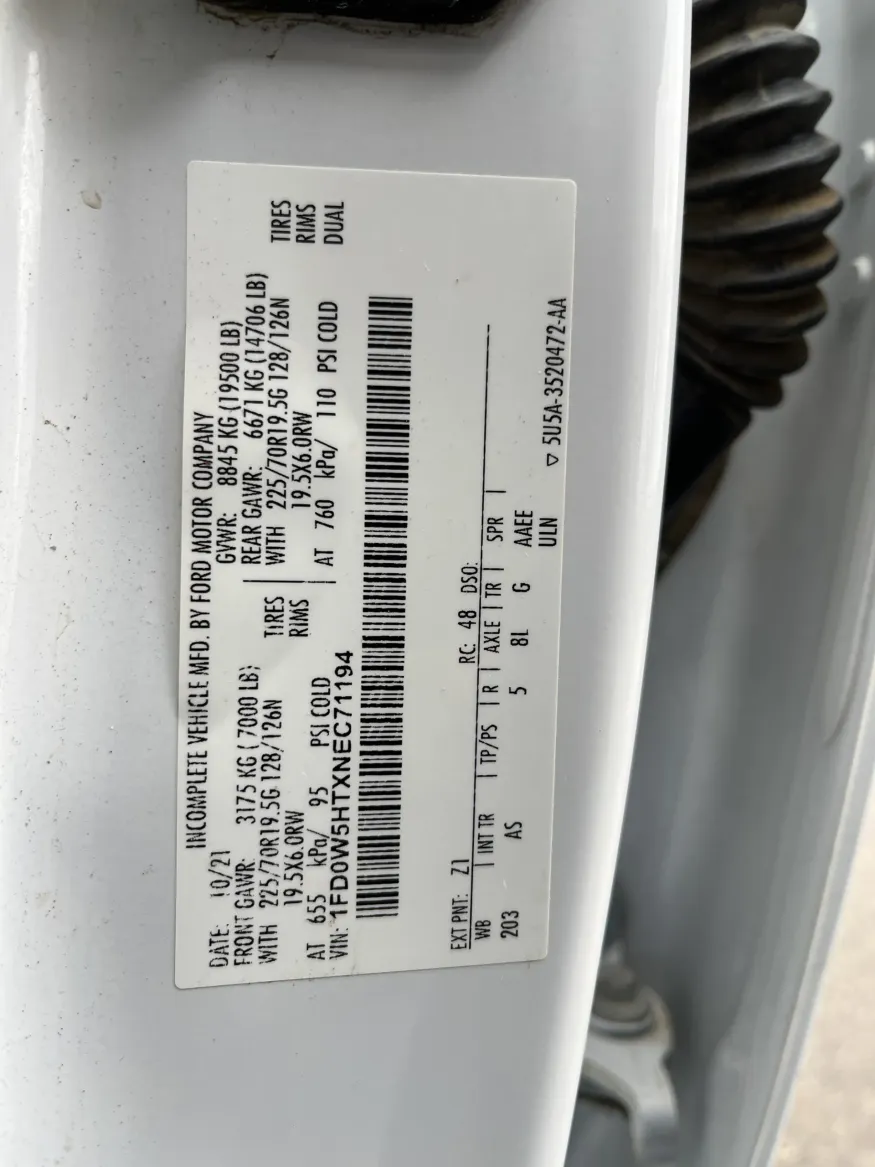 INCOMPLETE VEHICLE MFD. BY FORD MOTOR COMPANY
DATE: 10/21 GVWR: 8845 KG (19500 LB)
FRONT GAWR: 3175 KG ( 7000 LB) REAR GAWR: 6671 KG (14706 LB)
WITH 225/70R19.5G 128/126N TIRES WITH 225/70R19.5G 128/126N TIRES
19.5X6.0RW RIMS 19.5X6.0RW RIMS
AT 655 kPa/ 95 PSI COLD AT 760 kPa/ 110 PSI COLD DUAL
VIN: 1FD0W5HTXNEC71194
EXT PNT: Z1 RC: 48 DSO:
WB | INT TR | TP/PS | R | AXLE | TR | SPR |
203 AS 5 8L G AAEE
ULN ▽ 5U5A-3520472-AA